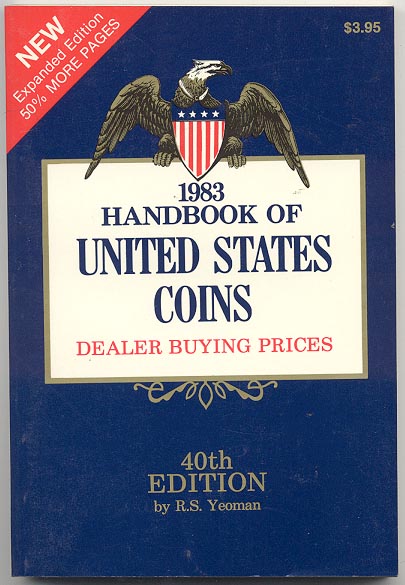 NEW
Expanded Edition
50% MORE PAGES
$3.95
1983
HANDBOOK OF
UNITED STATES
COINS
DEALER BUYING PRICES
40th
EDITION
by R.S. Yeoman